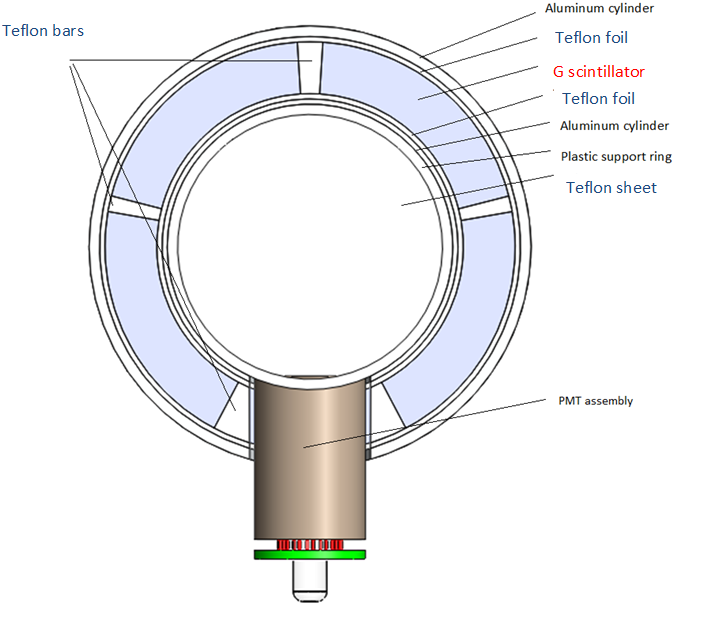 Aluminum cylinder
Teflon bars
Teflon foil
G scintillator
Teflon foil
Aluminum cylinder
Plastic support ring
Teflon sheet
PMT assembly